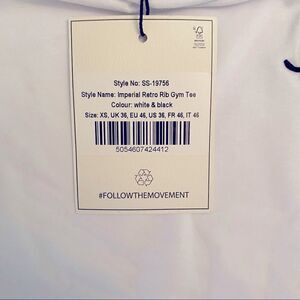 Style No: SS-19756
Style Name: Imperial Retro Rib Gym Tee
Colour: white & black
Size: XS, UK 36, EU 46, US 36, FR 46, IT 46
5054607424412
#FOLLOWTHEMOVEMENT